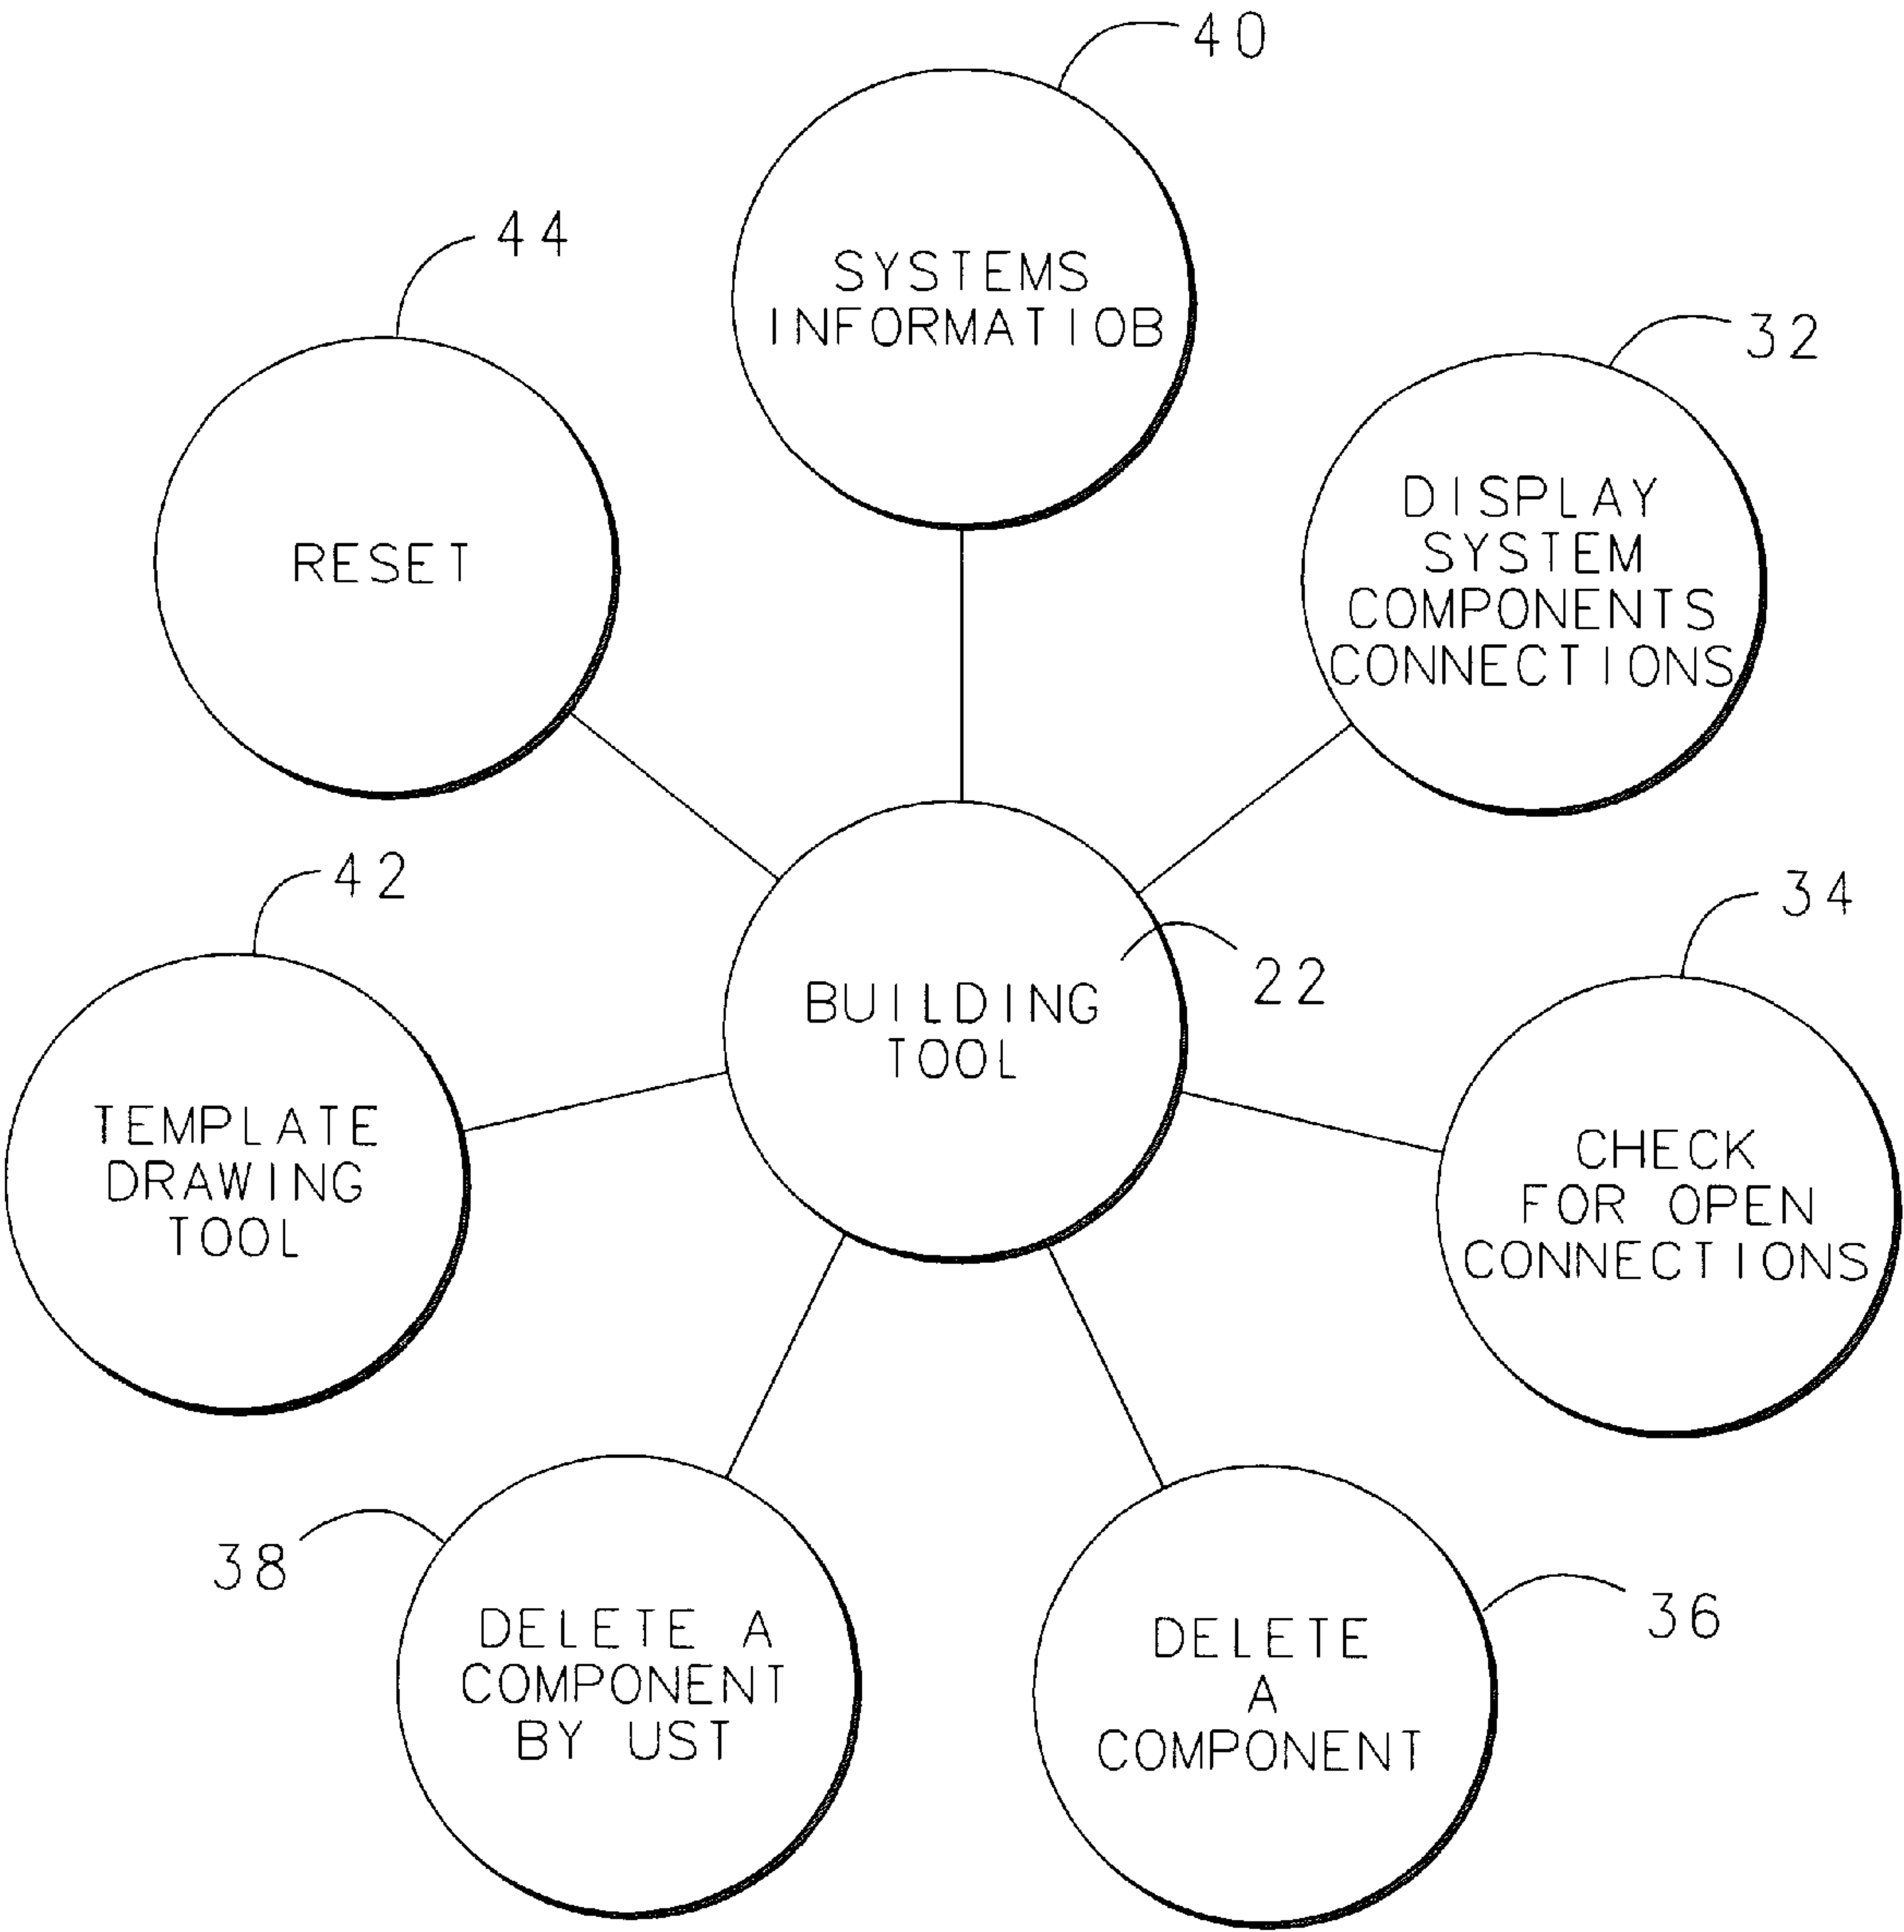 40
SYSTEMS
INFORMATIOB
44
RESET
32
DISPLAY
SYSTEM
COMPONENTS
CONNECTIONS
42
TEMPLATE
DRAWING
TOOL
22
BUILDING
TOOL
34
CHECK
FOR OPEN
CONNECTIONS
38
DELETE A
COMPONENT
BY UST
36
DELETE
A
COMPONENT